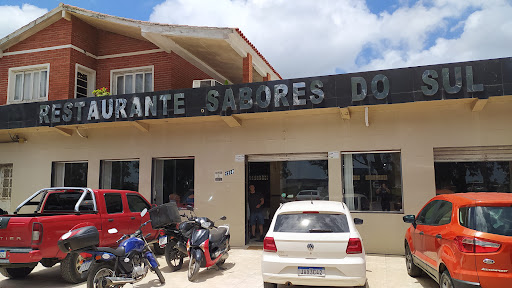 RESTAURANTE SABORES DO SUL